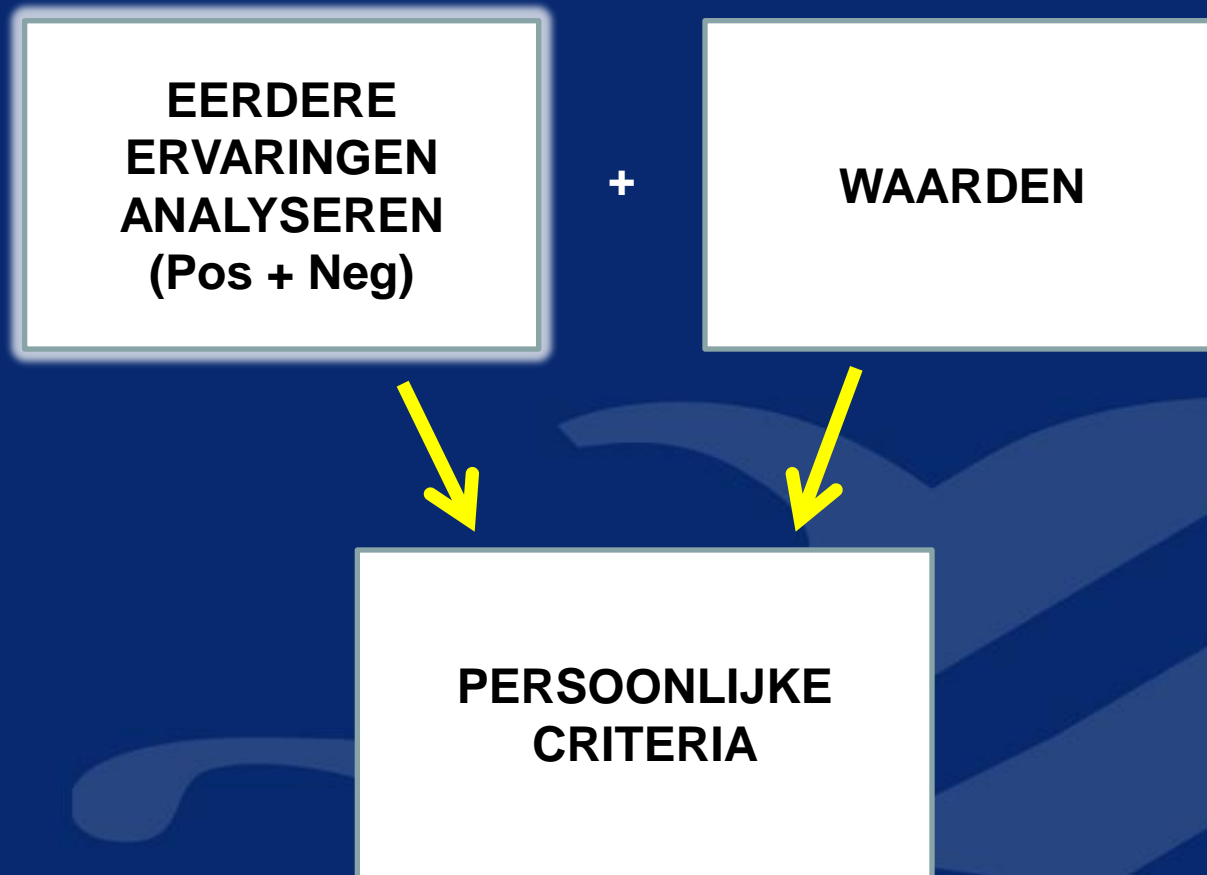 EERDERE
ERVARINGEN
ANALYSEREN
(Pos + Neg)
+
WAARDEN
PERSOONLIJKE
CRITERIA